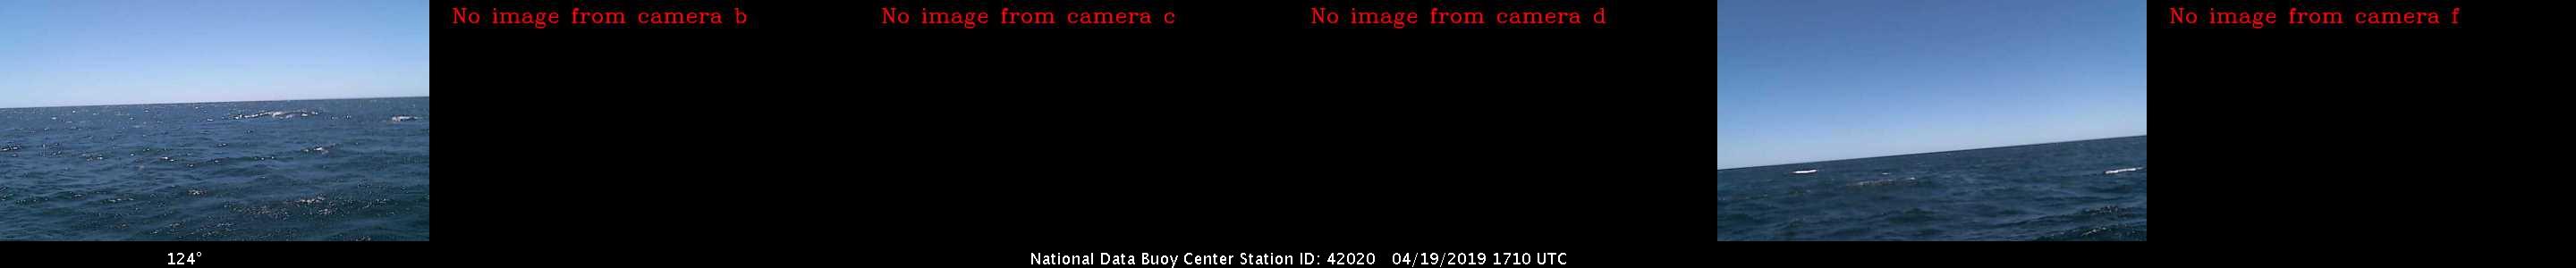 No image from camera b
No image from camera c
No image from camera d
No image from camera f
124°
National Data Buoy Center Station ID: 42020 04/19/2019 1710 UTC